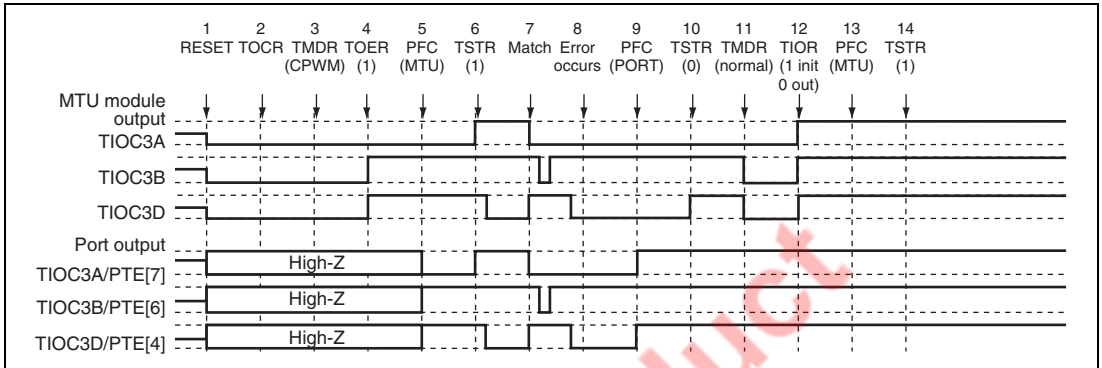 1 2 3 4 5 6 7 8 9 10 11 12 13 14
RESET TOCR TMDR TOER PFC TSTR Match Error PFC TSTR TMDR TIOR PFC TSTR
(CPWM) (1) (MTU) (1) occurs (PORT) (0) (normal) (1 init (MTU) (1)
0 out)
MTU module
output
TIOC3A
TIOC3B
TIOC3D
Port output
TIOC3A/PTE[7] High-Z
TIOC3B/PTE[6] High-Z
TIOC3D/PTE[4] High-Z
duct